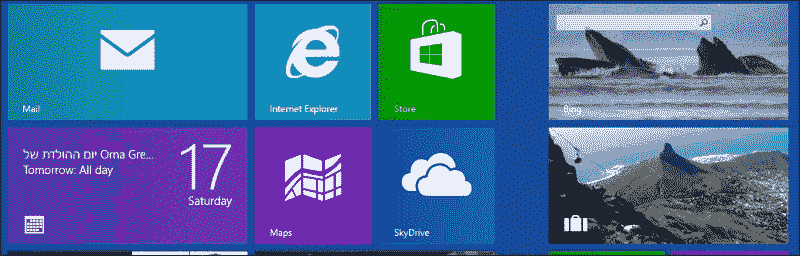 Mail
Internet Explorer
Store
Bing
יום ההולדת של Orna Gre...
Tomorrow: All day
17
Saturday
Maps
SkyDrive